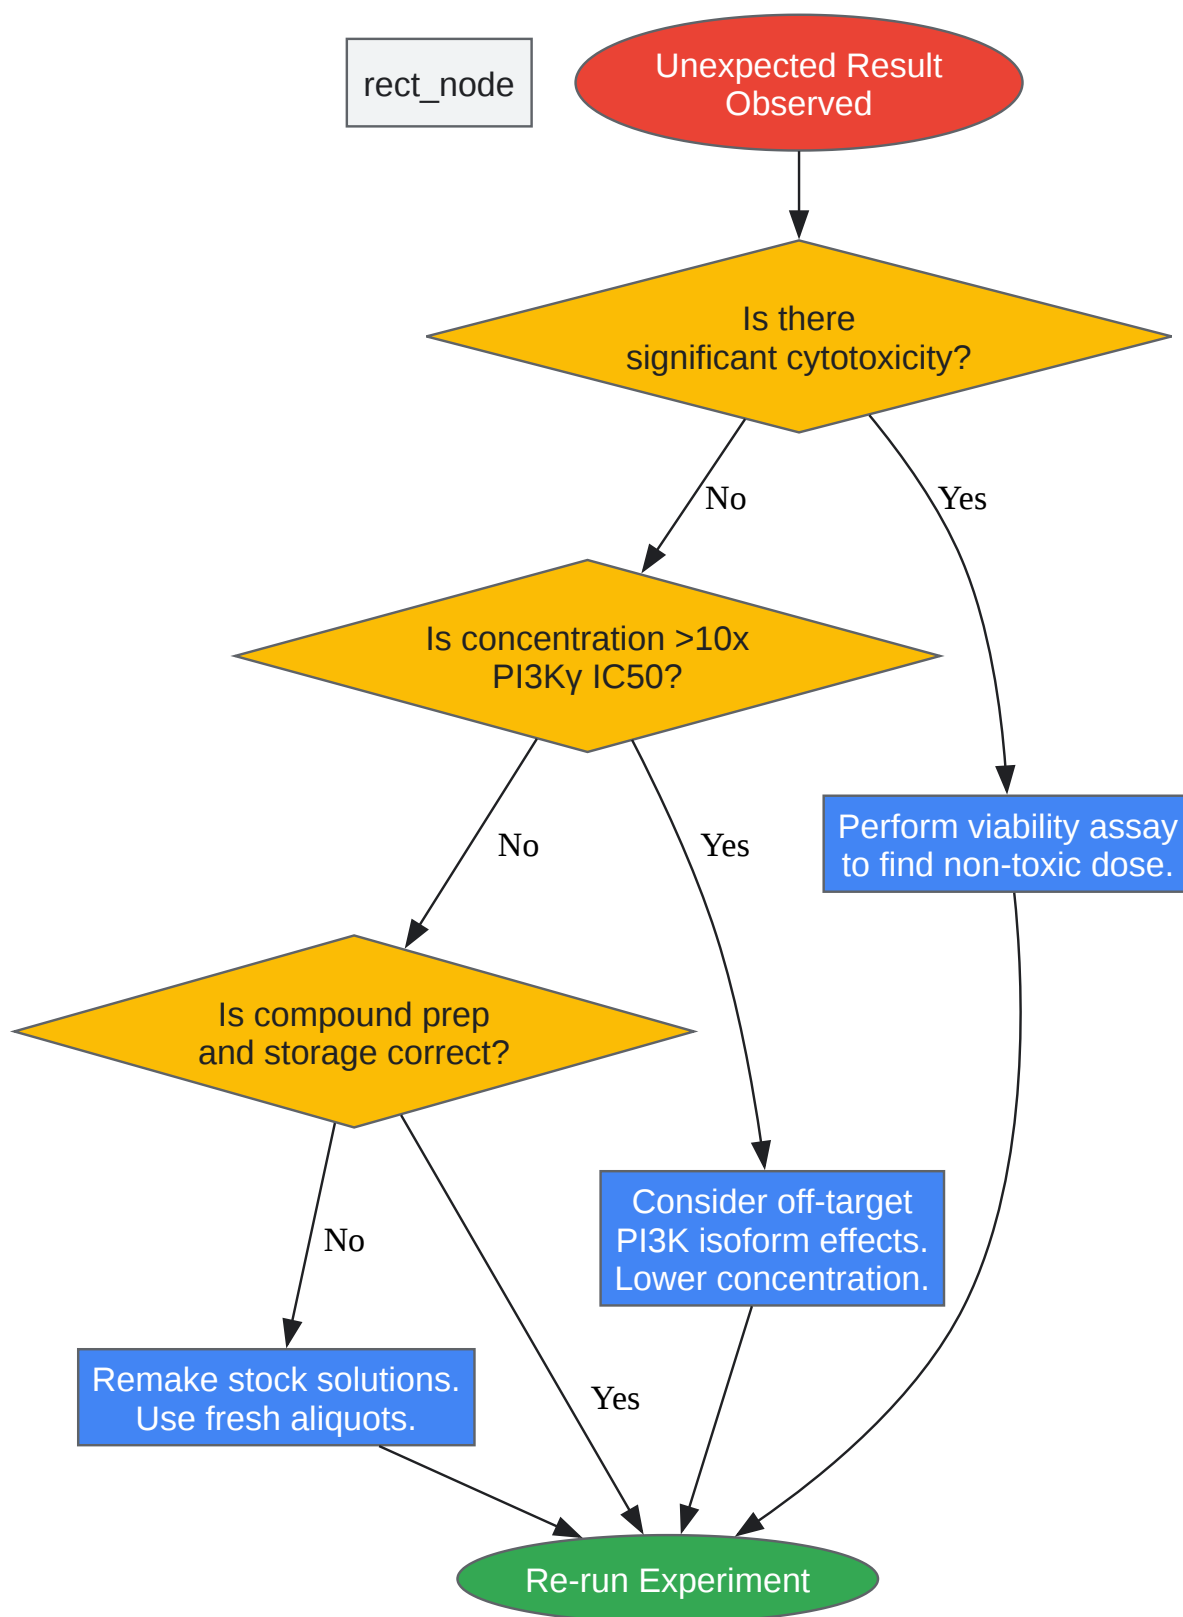 rect_node
Unexpected Result
Observed
Is there
significant cytotoxicity?
No
Yes
Is concentration >10x
PI3Kγ IC50?
No
Yes
Perform viability assay
to find non-toxic dose.
Is compound prep
and storage correct?
No
Yes
Consider off-target
PI3K isoform effects.
Lower concentration.
Remake stock solutions.
Use fresh aliquots.
Re-run Experiment